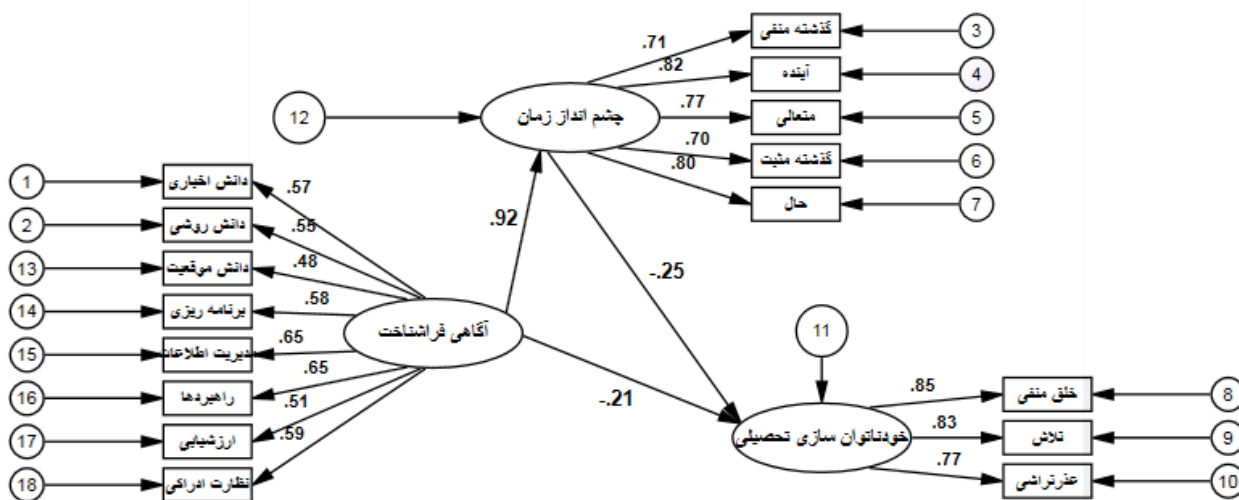 گذشته منفی
3
.71
آینده
4
.82
12
چشم انداز زمان
.77
متعالی
5
.70
گذشته مثبت
6
.80
حال
7
1
دانش اخباری
.57
2
دانش روشی
.55
.92
13
دانش موقعیت
.48
-.25
14
برنامه ریزی
.58
آگاهی فراشناخت
11
15
مدیریت اطلاعات
.65
16
راهبردها
.65
-.21
.85
خلق منفی
8
17
ارزشیابی
.51
خودناتوان سازی تحصیلی
.83
تلاش
9
18
نظارت ادراکی
.59
.77
عذرتراشی
10